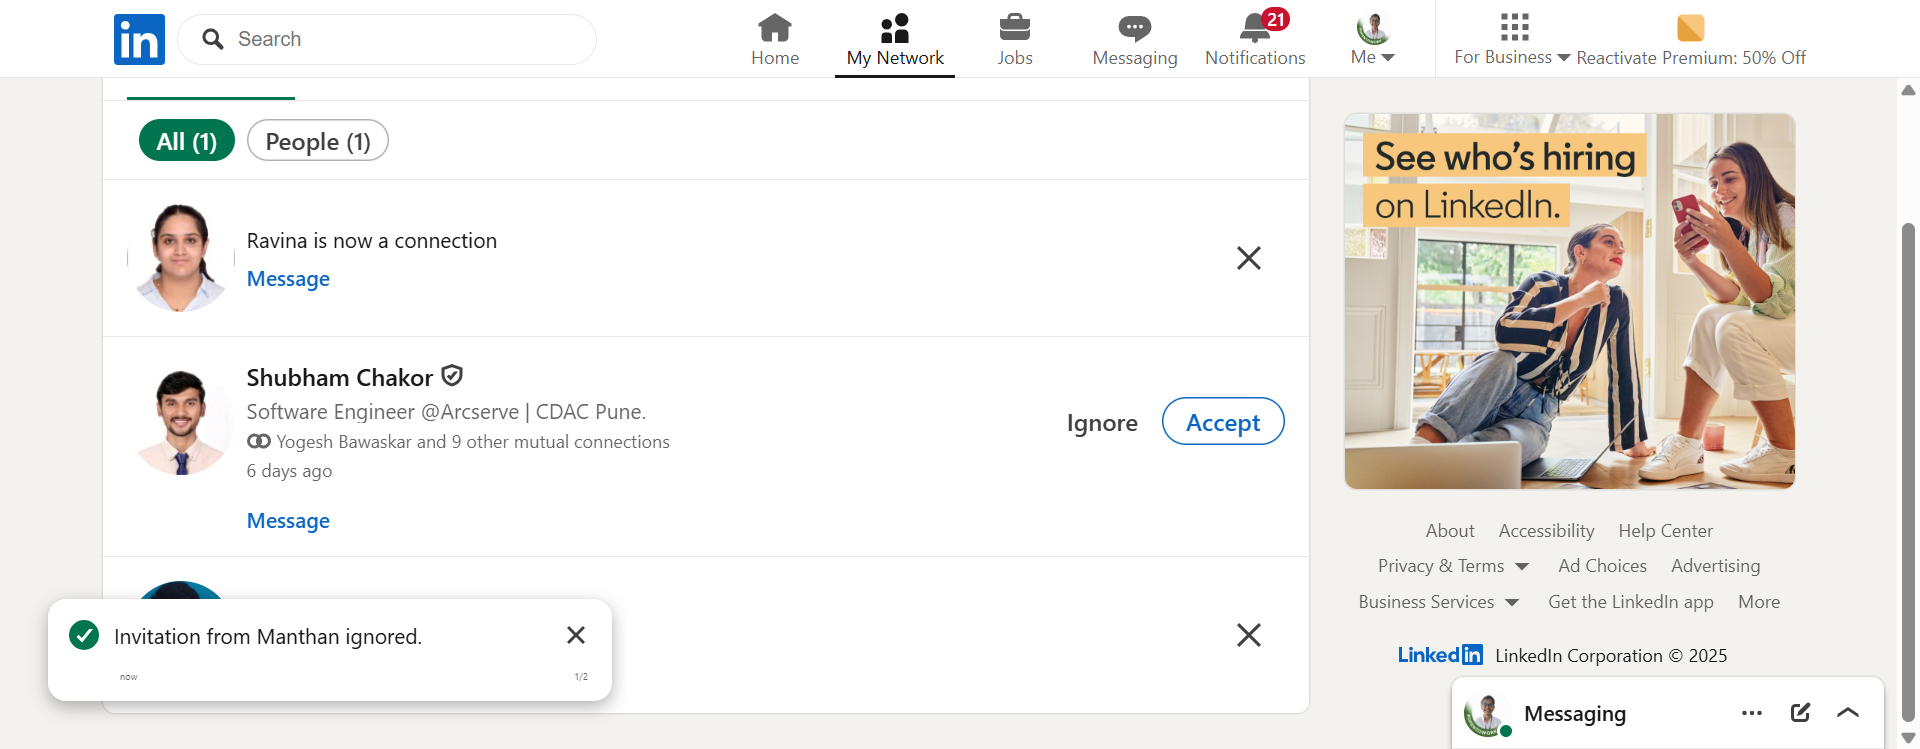 in
Search
Home
My Network
Jobs
Messaging
21
Notifications
Me
For Business
Reactivate Premium: 50% Off
All (1)
People (1)
Ravina is now a connection
Message
Shubham Chakor
Software Engineer @Arcserve | CDAC Pune.
Yogesh Bawaskar and 9 other mutual connections
6 days ago
Message
Ignore
Accept
Invitation from Manthan ignored.
now
1/2
See who's hiring
on LinkedIn.
About Accessibility Help Center
Privacy & Terms Ad Choices Advertising
Business Services Get the LinkedIn app More
LinkedIn LinkedIn Corporation © 2025
Messaging